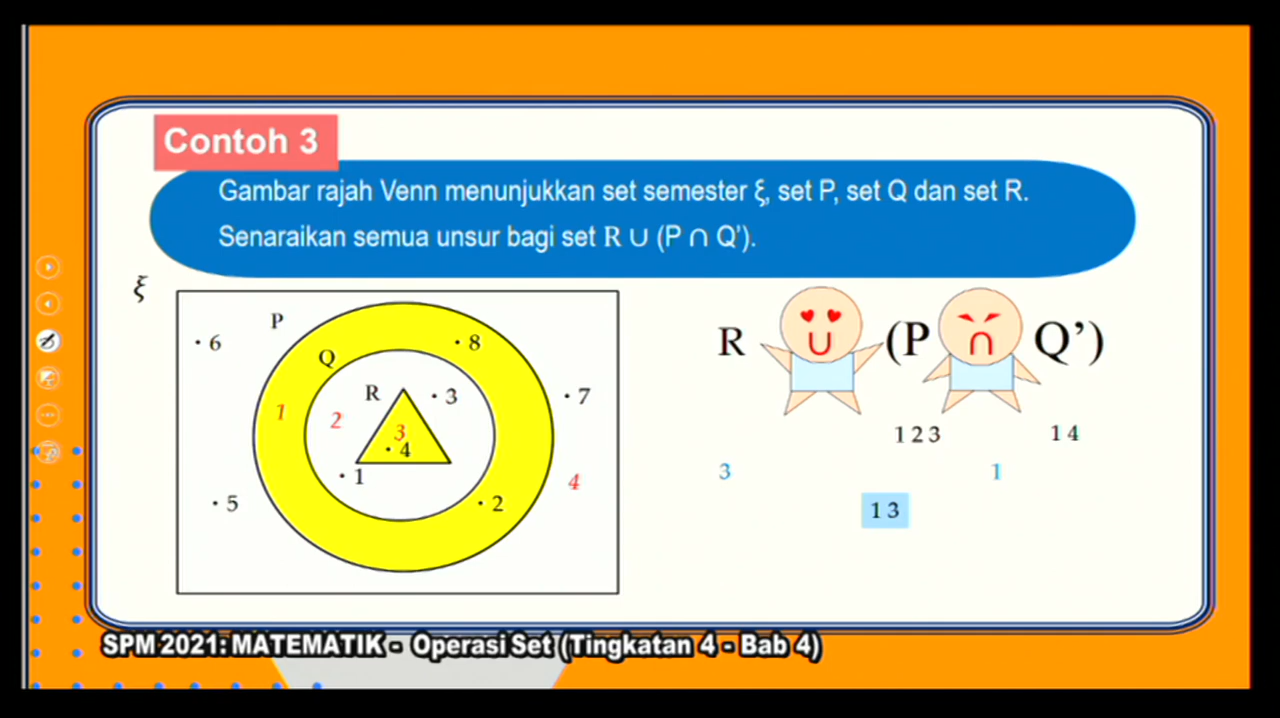 Contoh 3
Gambar rajah Venn menunjukkan set semester ξ, set P, set Q dan set R.
Senaraikan semua unsur bagi set R ∪ (P ∩ Q’).
ξ
P
· 6
· 8
Q
R
· 3
· 7
1
2
3
· 4
· 1
4
· 5
· 2
R ∪ (P ∩ Q’)
1 2 3
1 4
3
1
1 3
SPM 2021: MATEMATIK - Operasi Set (Tingkatan 4 - Bab 4)